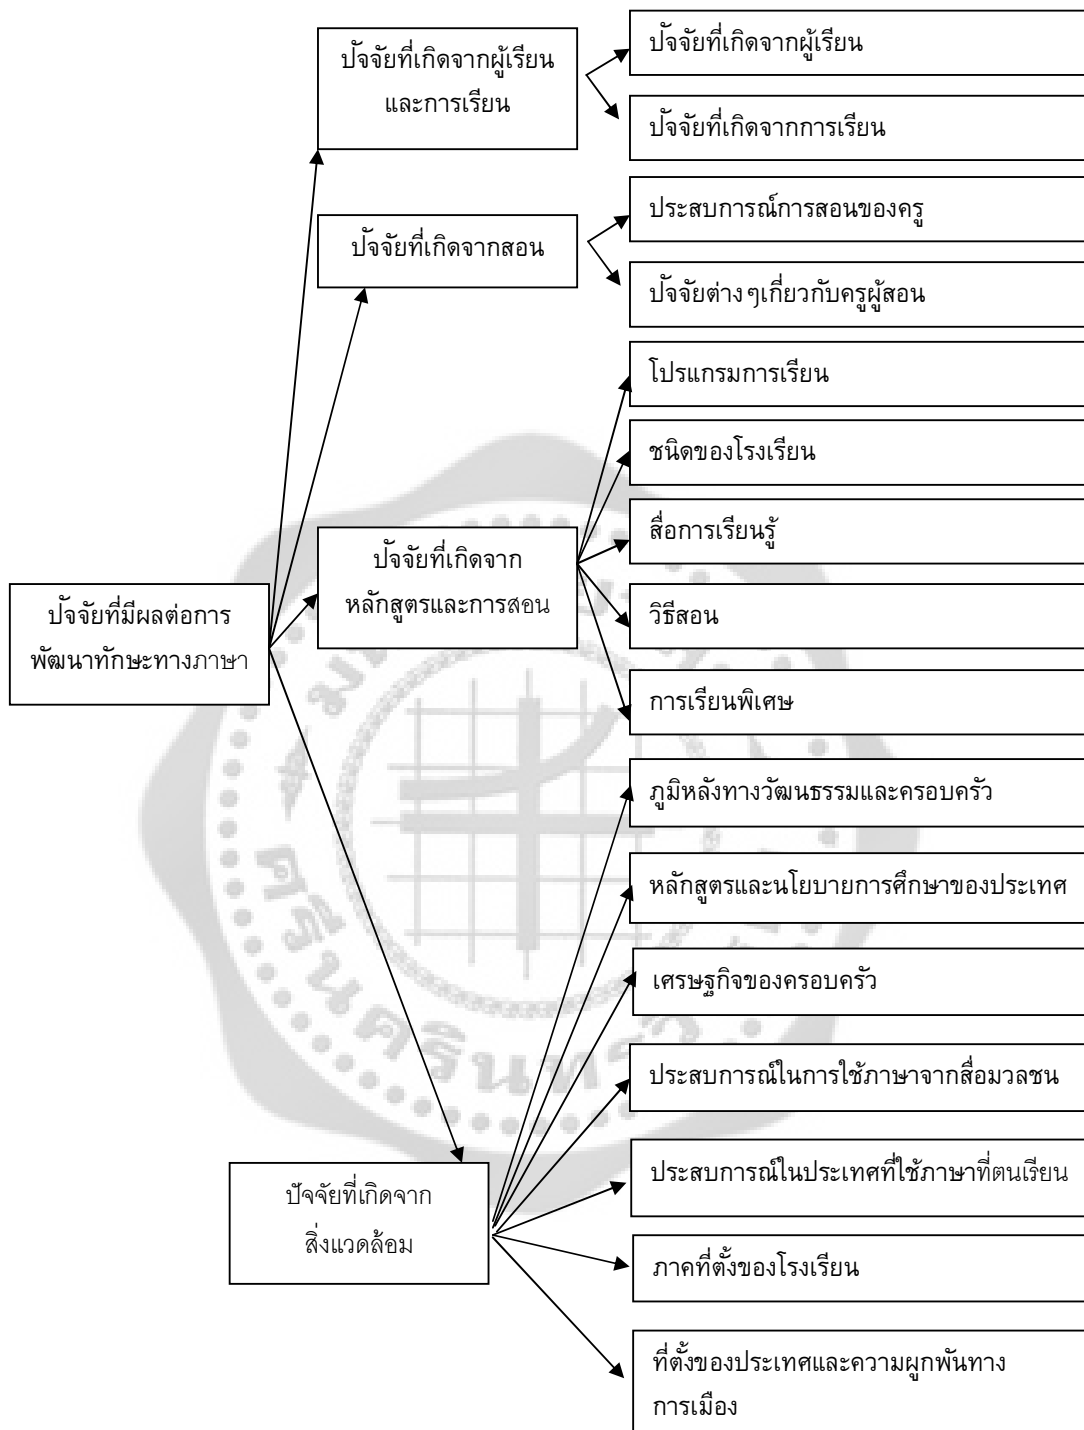 ปัจจัยที่มีผลต่อการ
พัฒนาทักษะทางภาษา
ปัจจัยที่เกิดจากผู้เรียน
และการเรียน
ปัจจัยที่เกิดจากผู้เรียน
ปัจจัยที่เกิดจากการเรียน
ปัจจัยที่เกิดจากสอน
ประสบการณ์การสอนของครู
ปัจจัยต่างๆเกี่ยวกับครูผู้สอน
ปัจจัยที่เกิดจาก
หลักสูตรและการสอน
โปรแกรมการเรียน
ชนิดของโรงเรียน
สื่อการเรียนรู้
วิธีสอน
การเรียนพิเศษ
ปัจจัยที่เกิดจาก
สิ่งแวดล้อม
ภูมิหลังทางวัฒนธรรมและครอบครัว
หลักสูตรและนโยบายการศึกษาของประเทศ
เศรษฐกิจของครอบครัว
ประสบการณ์ในการใช้ภาษาจากสื่อมวลชน
ประสบการณ์ในประเทศที่ใช้ภาษาที่ตนเรียน
ภาคที่ตั้งของโรงเรียน
ที่ตั้งของประเทศและความผูกพันทาง
การเมือง